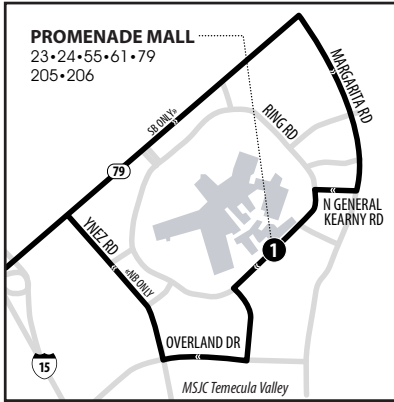 PROMENADE MALL
23•24•55•61•79
205•206
SB ONLY»
79
MARGARITA RD
RING RD
N GENERAL
KEARNY RD
1
YNEZ RD
«NB ONLY
OVERLAND DR
15
MSJC Temecula Valley